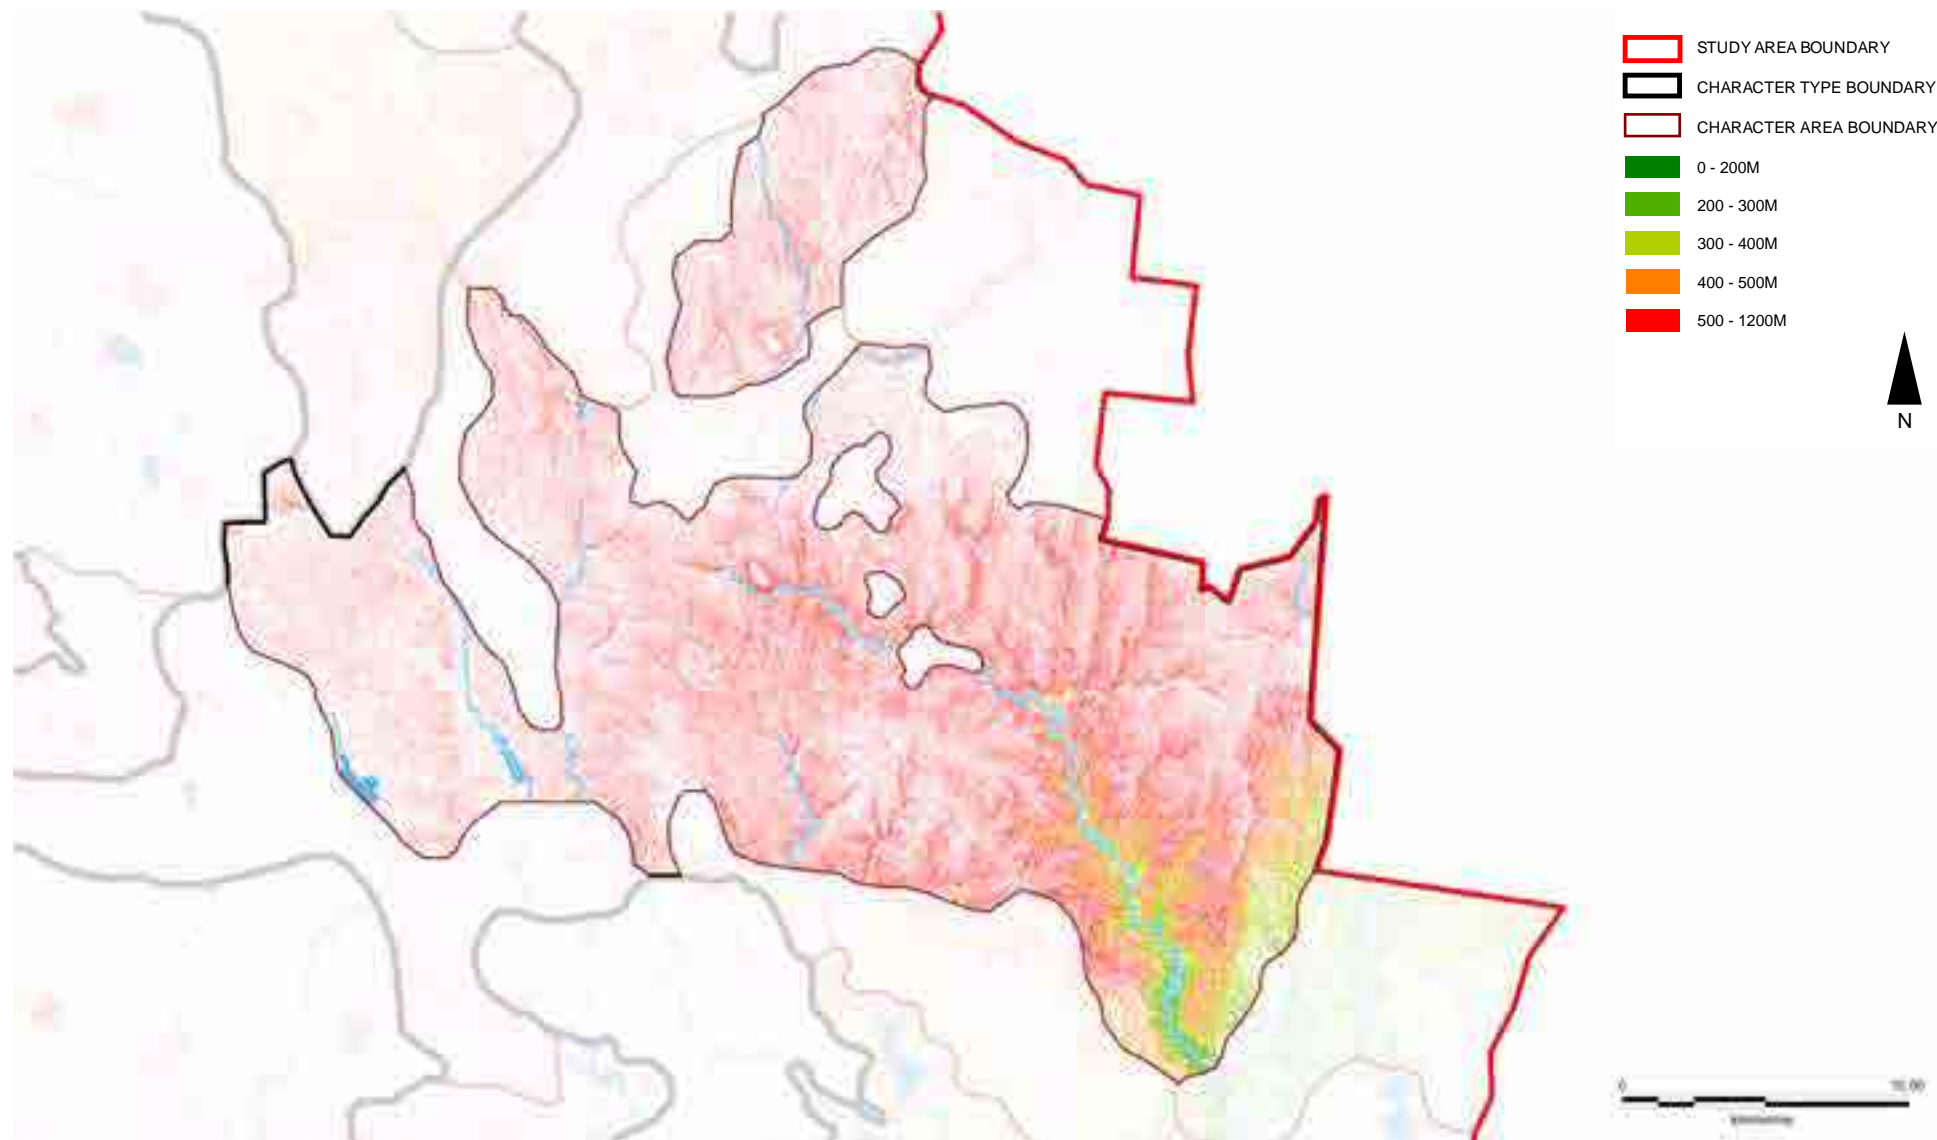 STUDY AREA BOUNDARY
CHARACTER TYPE BOUNDARY
CHARACTER AREA BOUNDARY
0 - 200M
200 - 300M
300 - 400M
400 - 500M
500 - 1200M
N
0